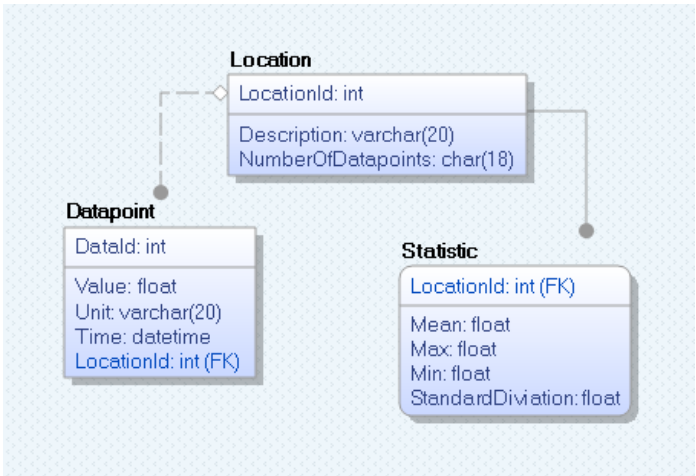 Location
LocationId: int
Description: varchar(20)
NumberOfDatapoints: char(18)
Datapoint
DataId: int
Value: float
Unit: varchar(20)
Time: datetime
LocationId: int (FK)
Statistic
LocationId: int (FK)
Mean: float
Max: float
Min: float
StandardDiviation: float